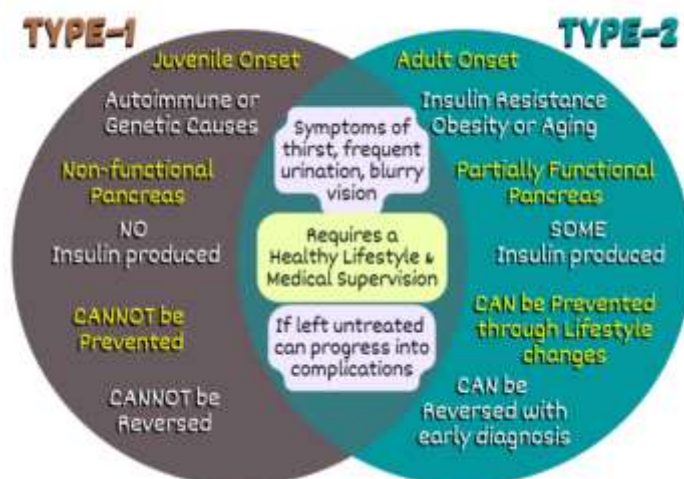 TYPE-1
Juvenile Onset
Autoimmune or
Genetic Causes
Non-functional
Pancreas
NO
Insulin produced
CANNOT be
Prevented
CANNOT be
Reversed
Symptoms of
thirst, frequent
urination, blurry
vision
Requires a
Healthy Lifestyle &
Medical Supervision
If left untreated
can progress into
complications
TYPE-2
Adult Onset
Insulin Resistance
Obesity or Aging
Partially Functional
Pancreas
SOME
Insulin produced
CAN be Prevented
through Lifestyle
changes
CAN be
Reversed with
early diagnosis